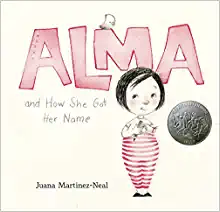 ALMA
and How She Got
Her Name
Juana Martinez-Neal